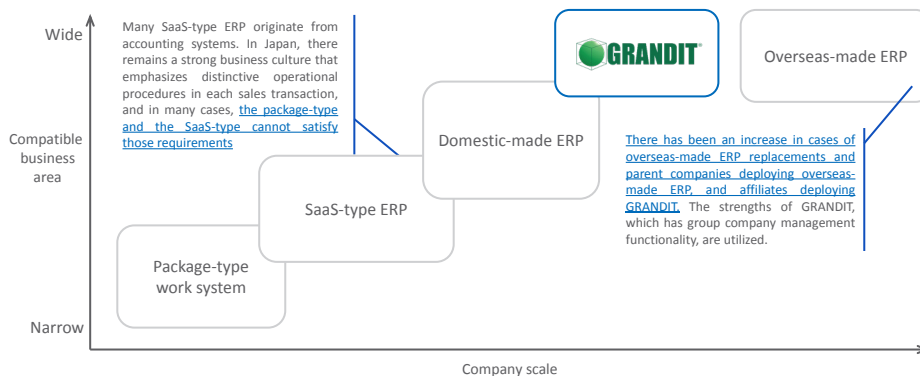 Wide
Many SaaS-type ERP originate from
accounting systems. In Japan, there
remains a strong business culture that
emphasizes distinctive operational
procedures in each sales transaction,
and in many cases, the package-type
and the SaaS-type cannot satisfy
those requirements
GRANDIT®
Overseas-made ERP
Compatible
business
area
Domestic-made ERP
There has been an increase in cases of
overseas-made ERP replacements and
parent companies deploying overseas-
made ERP, and affiliates deploying
GRANDIT. The strengths of GRANDIT,
which has group company management
functionality, are utilized.
SaaS-type ERP
Package-type
work system
Narrow
Company scale